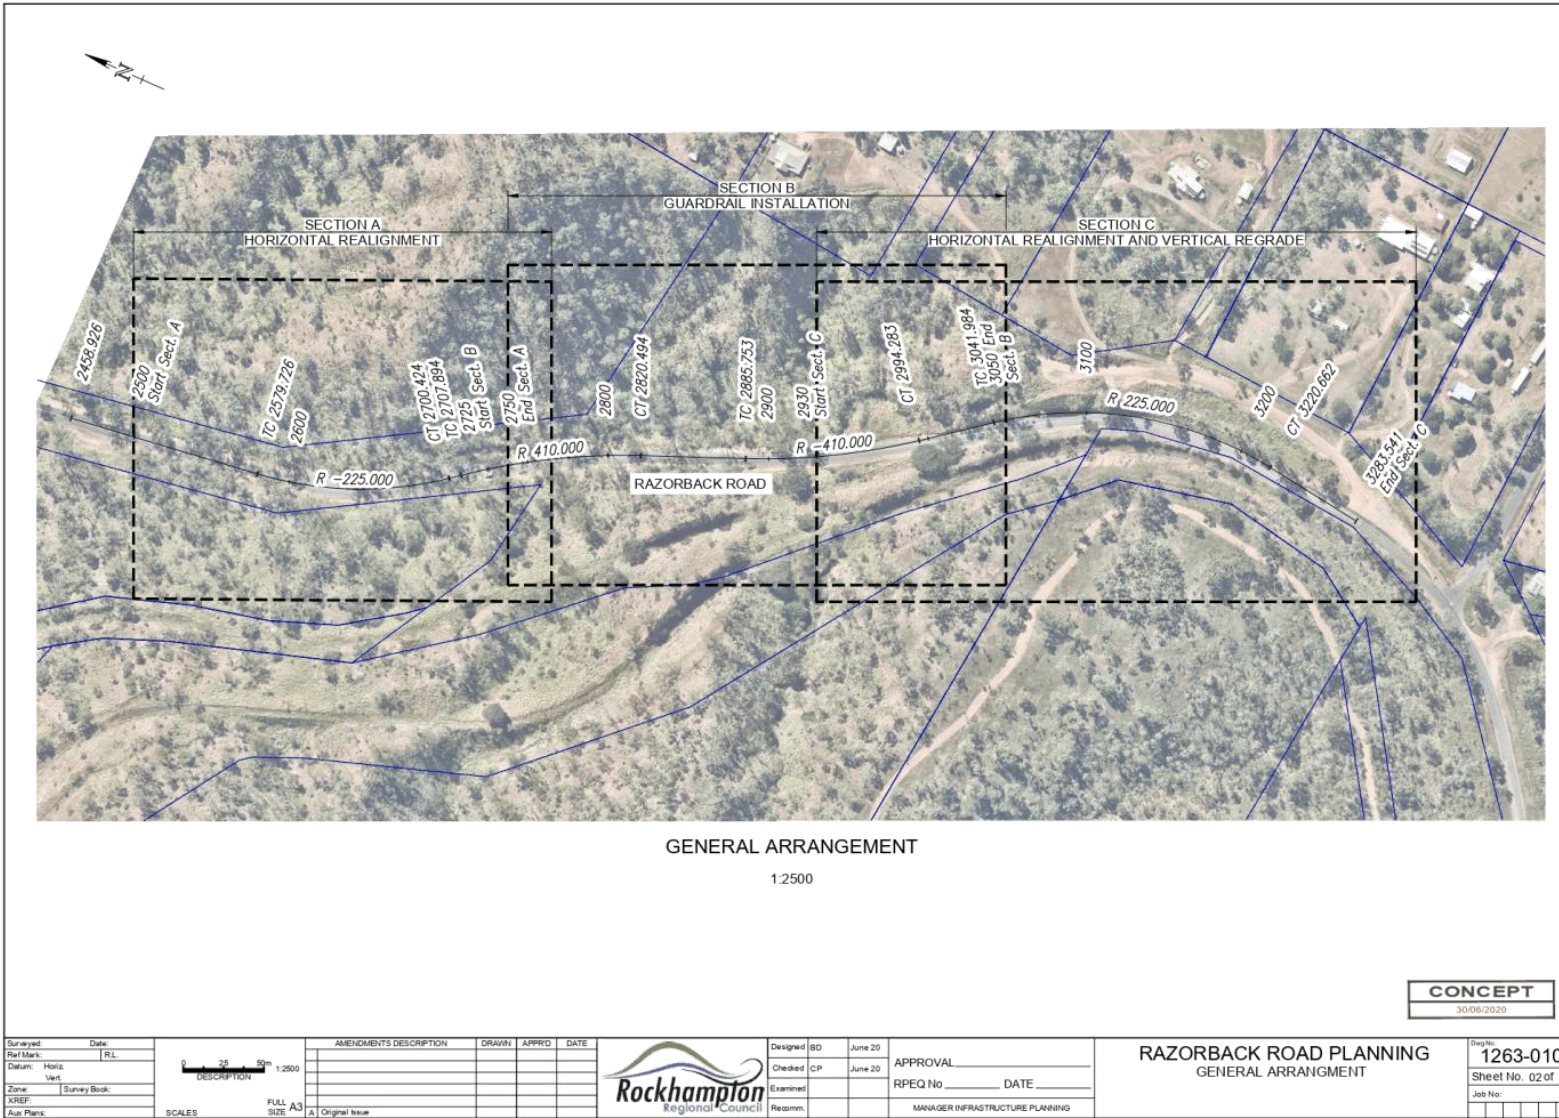 N
SECTION A
HORIZONTAL REALIGNMENT
SECTION B
GUARDRAIL INSTALLATION
SECTION C
HORIZONTAL REALIGNMENT AND VERTICAL REGRADE
2458.926
2500
Start Sect. A
TC 2579.726
2600
CT 2700.424
TC 2707.894
2725
Start Sect. B
2750
End Sect. A
2800
CT 2820.494
TC 2885.753
2900
2930
Start Sect. C
CT 2994.283
TC 3041.984
3050 End
Sect. B
3100
3200
CT 3220.662
3283.541
End Sect. C
R -225.000
R 410.000
R -410.000
R 225.000
RAZORBACK ROAD
GENERAL ARRANGEMENT
1:2500
CONCEPT
30/06/2020
Surveyed: Date:
Ref Mark: R.L.
Datum: Horiz.
Vert.
Zone: Survey Book:
XREF:
Aux Plans:
0 25 50m 1:2500
DESCRIPTION
SCALES
FULL SIZE A3
AMENDMENTS DESCRIPTION DRAWN APPR'D DATE
A Original Issue
Rockhampton
Regional Council
Designed BD June 20
Checked CP June 20
Examined
Recomm.
APPROVAL
RPEQ No DATE
MANAGER INFRASTRUCTURE PLANNING
RAZORBACK ROAD PLANNING
GENERAL ARRANGMENT
Dwg No.
1263-010
Sheet No. 02 of
Job No: